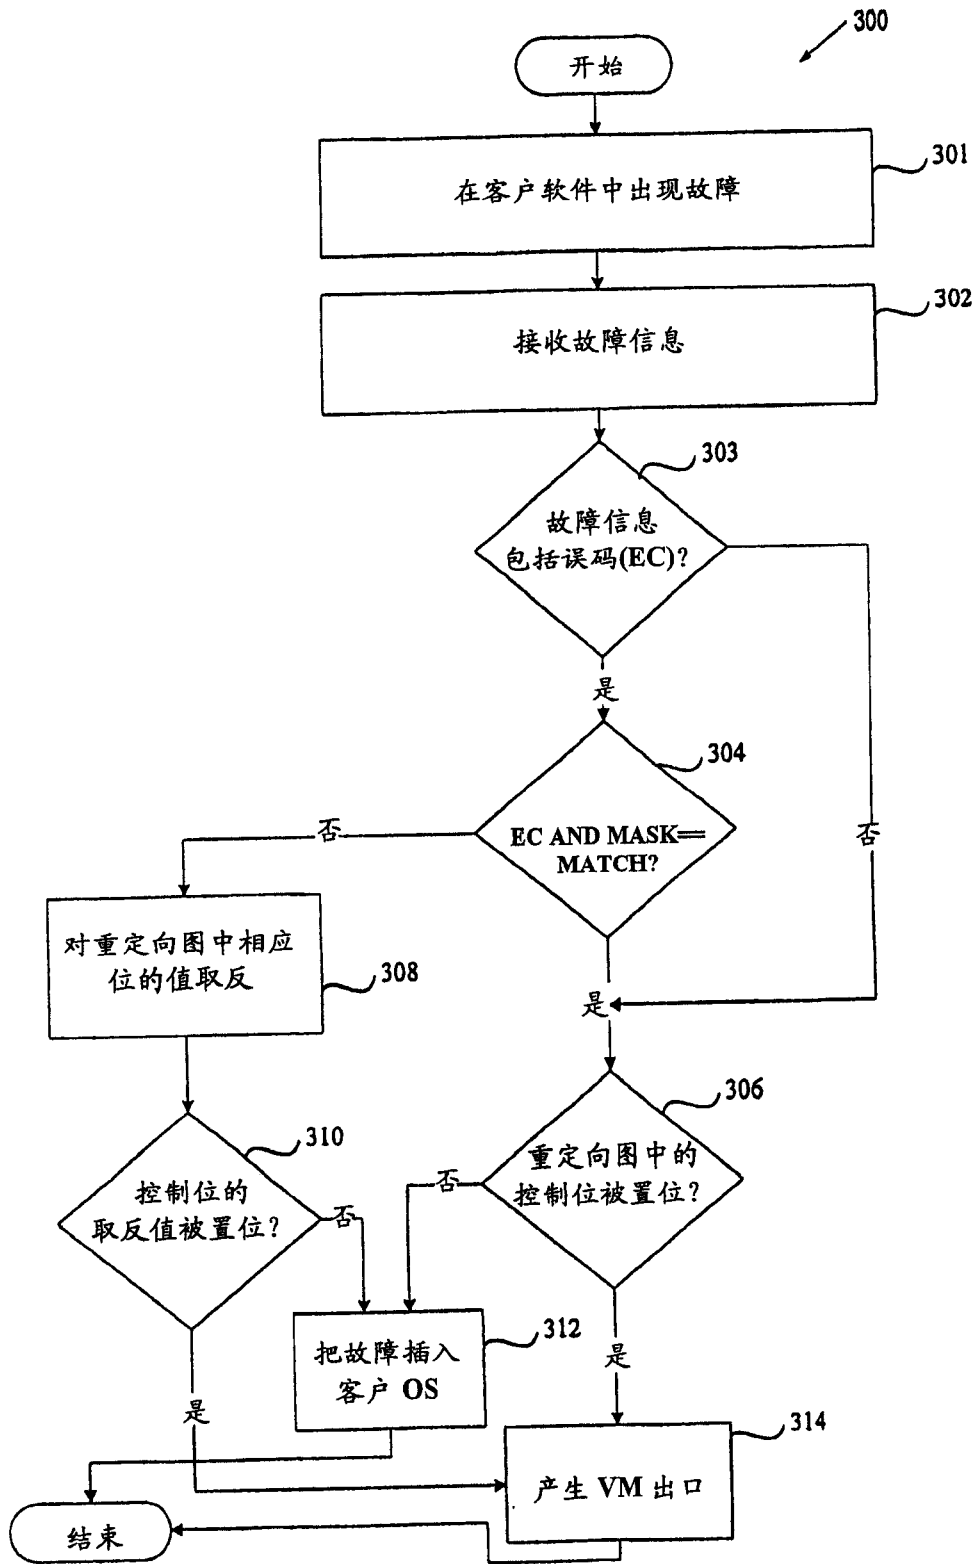 300
开始
301
在客户软件中出现故障
302
接收故障信息
303
故障信息
包括误码(EC)?
是
304
否
EC AND MASK==
MATCH?
否
对重定向图中相应
位的值取反
308
是
306
310
重定向图中的
控制位被置位?
否
控制位的
取反值被置位?
否
312
把故障插入
客户 OS
是
是
314
产生 VM 出口
结束